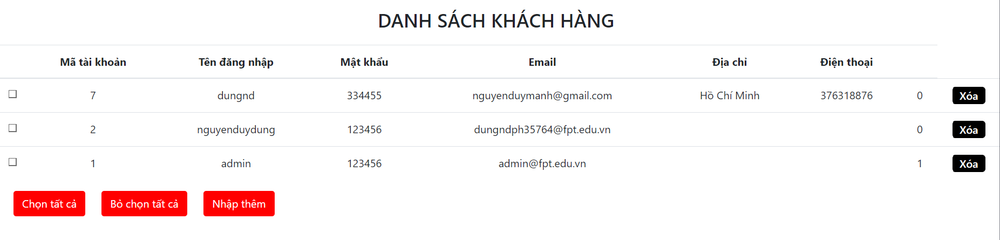 DANH SÁCH KHÁCH HÀNG
Mã tài khoản Tên đăng nhập Mật khẩu Email Địa chỉ Điện thoại
7 dungnd 334455 nguyenduymanh@gmail.com Hồ Chí Minh 376318876 0 Xóa
2 nguyenduydung 123456 dungndph35764@fpt.edu.vn 0 Xóa
1 admin 123456 admin@fpt.edu.vn 1 Xóa
Chọn tất cả Bỏ chọn tất cả Nhập thêm